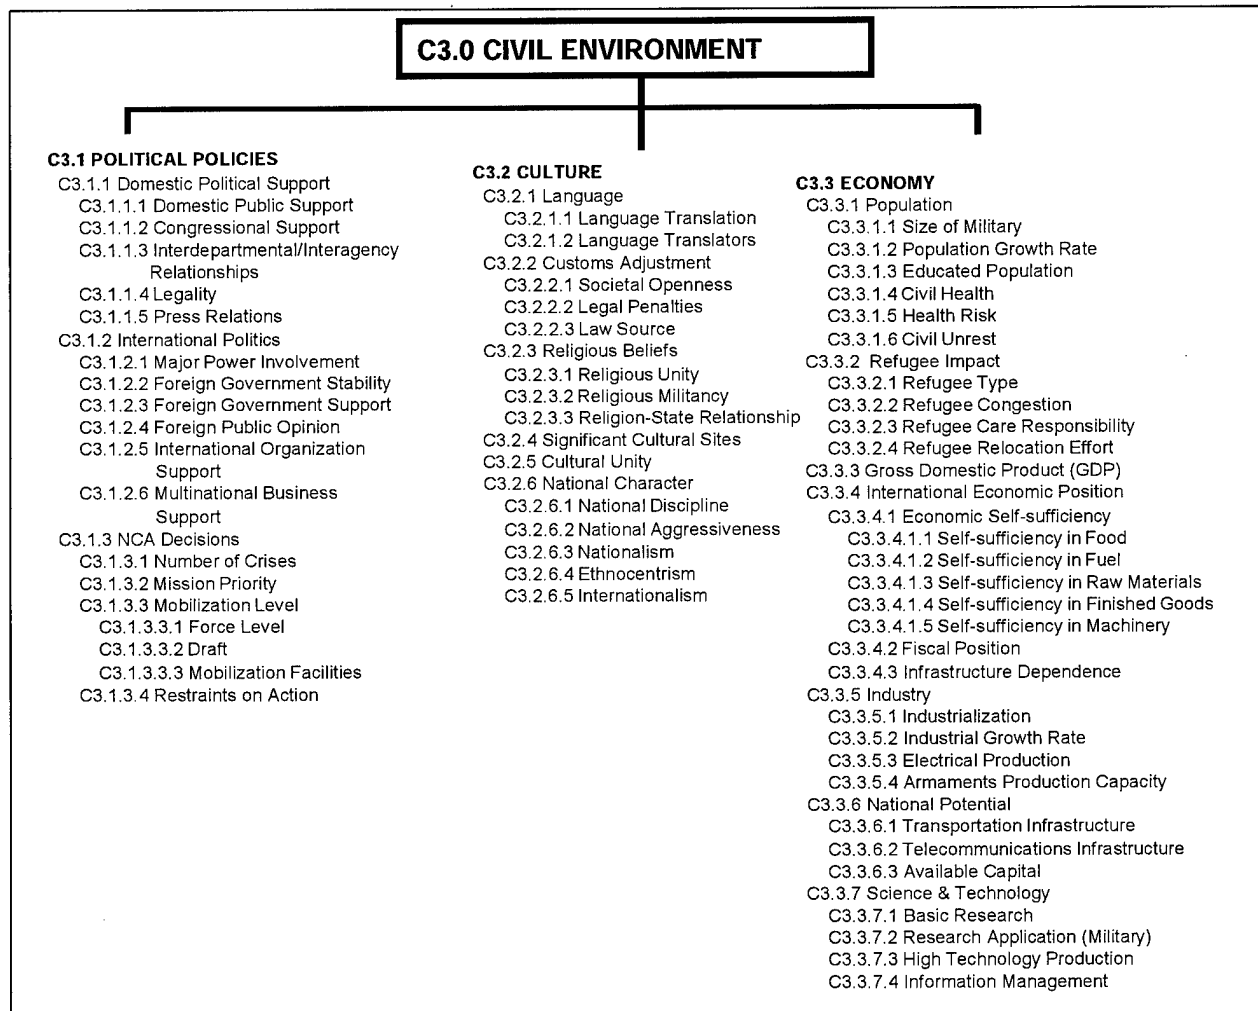 C3.0 CIVIL ENVIRONMENT
C3.1 POLITICAL POLICIES
C3.1.1 Domestic Political Support
C3.1.1.1 Domestic Public Support
C3.1.1.2 Congressional Support
C3.1.1.3 Interdepartmental/Interagency
Relationships
C3.1.1.4 Legality
C3.1.1.5 Press Relations
C3.1.2 International Politics
C3.1.2.1 Major Power Involvement
C3.1.2.2 Foreign Government Stability
C3.1.2.3 Foreign Government Support
C3.1.2.4 Foreign Public Opinion
C3.1.2.5 International Organization
Support
C3.1.2.6 Multinational Business
Support
C3.1.3 NCA Decisions
C3.1.3.1 Number of Crises
C3.1.3.2 Mission Priority
C3.1.3.3 Mobilization Level
C3.1.3.3.1 Force Level
C3.1.3.3.2 Draft
C3.1.3.3.3 Mobilization Facilities
C3.1.3.4 Restraints on Action
C3.2 CULTURE
C3.2.1 Language
C3.2.1.1 Language Translation
C3.2.1.2 Language Translators
C3.2.2 Customs Adjustment
C3.2.2.1 Societal Openness
C3.2.2.2 Legal Penalties
C3.2.2.3 Law Source
C3.2.3 Religious Beliefs
C3.2.3.1 Religious Unity
C3.2.3.2 Religious Militancy
C3.2.3.3 Religion-State Relationship
C3.2.4 Significant Cultural Sites
C3.2.5 Cultural Unity
C3.2.6 National Character
C3.2.6.1 National Discipline
C3.2.6.2 National Aggressiveness
C3.2.6.3 Nationalism
C3.2.6.4 Ethnocentrism
C3.2.6.5 Internationalism
C3.3 ECONOMY
C3.3.1 Population
C3.3.1.1 Size of Military
C3.3.1.2 Population Growth Rate
C3.3.1.3 Educated Population
C3.3.1.4 Civil Health
C3.3.1.5 Health Risk
C3.3.1.6 Civil Unrest
C3.3.2 Refugee Impact
C3.3.2.1 Refugee Type
C3.3.2.2 Refugee Congestion
C3.3.2.3 Refugee Care Responsibility
C3.3.2.4 Refugee Relocation Effort
C3.3.3 Gross Domestic Product (GDP)
C3.3.4 International Economic Position
C3.3.4.1 Economic Self-sufficiency
C3.3.4.1.1 Self-sufficiency in Food
C3.3.4.1.2 Self-sufficiency in Fuel
C3.3.4.1.3 Self-sufficiency in Raw Materials
C3.3.4.1.4 Self-sufficiency in Finished Goods
C3.3.4.1.5 Self-sufficiency in Machinery
C3.3.4.2 Fiscal Position
C3.3.4.3 Infrastructure Dependence
C3.3.5 Industry
C3.3.5.1 Industrialization
C3.3.5.2 Industrial Growth Rate
C3.3.5.3 Electrical Production
C3.3.5.4 Armaments Production Capacity
C3.3.6 National Potential
C3.3.6.1 Transportation Infrastructure
C3.3.6.2 Telecommunications Infrastructure
C3.3.6.3 Available Capital
C3.3.7 Science & Technology
C3.3.7.1 Basic Research
C3.3.7.2 Research Application (Military)
C3.3.7.3 High Technology Production
C3.3.7.4 Information Management